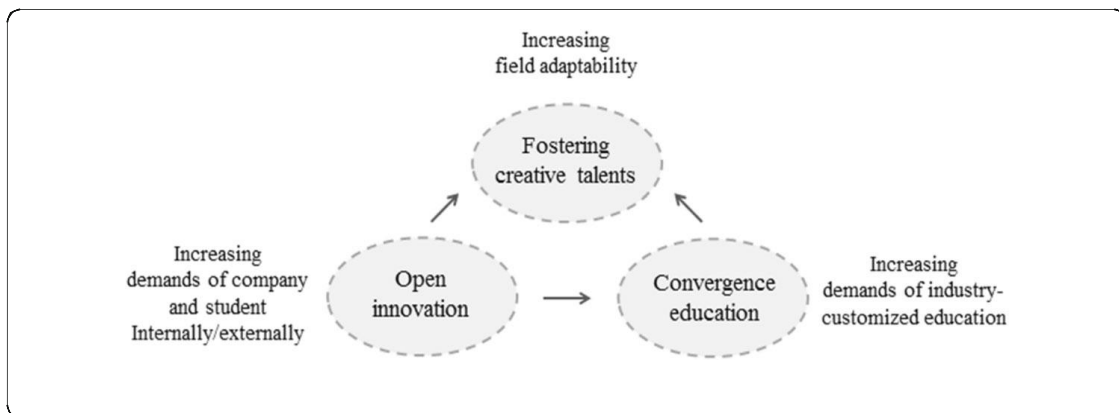 Increasing
field adaptability
Fostering
creative talents
Increasing
demands of company
and student
Internally/externally
Open
innovation
Convergence
education
Increasing
demands of industry-
customized education